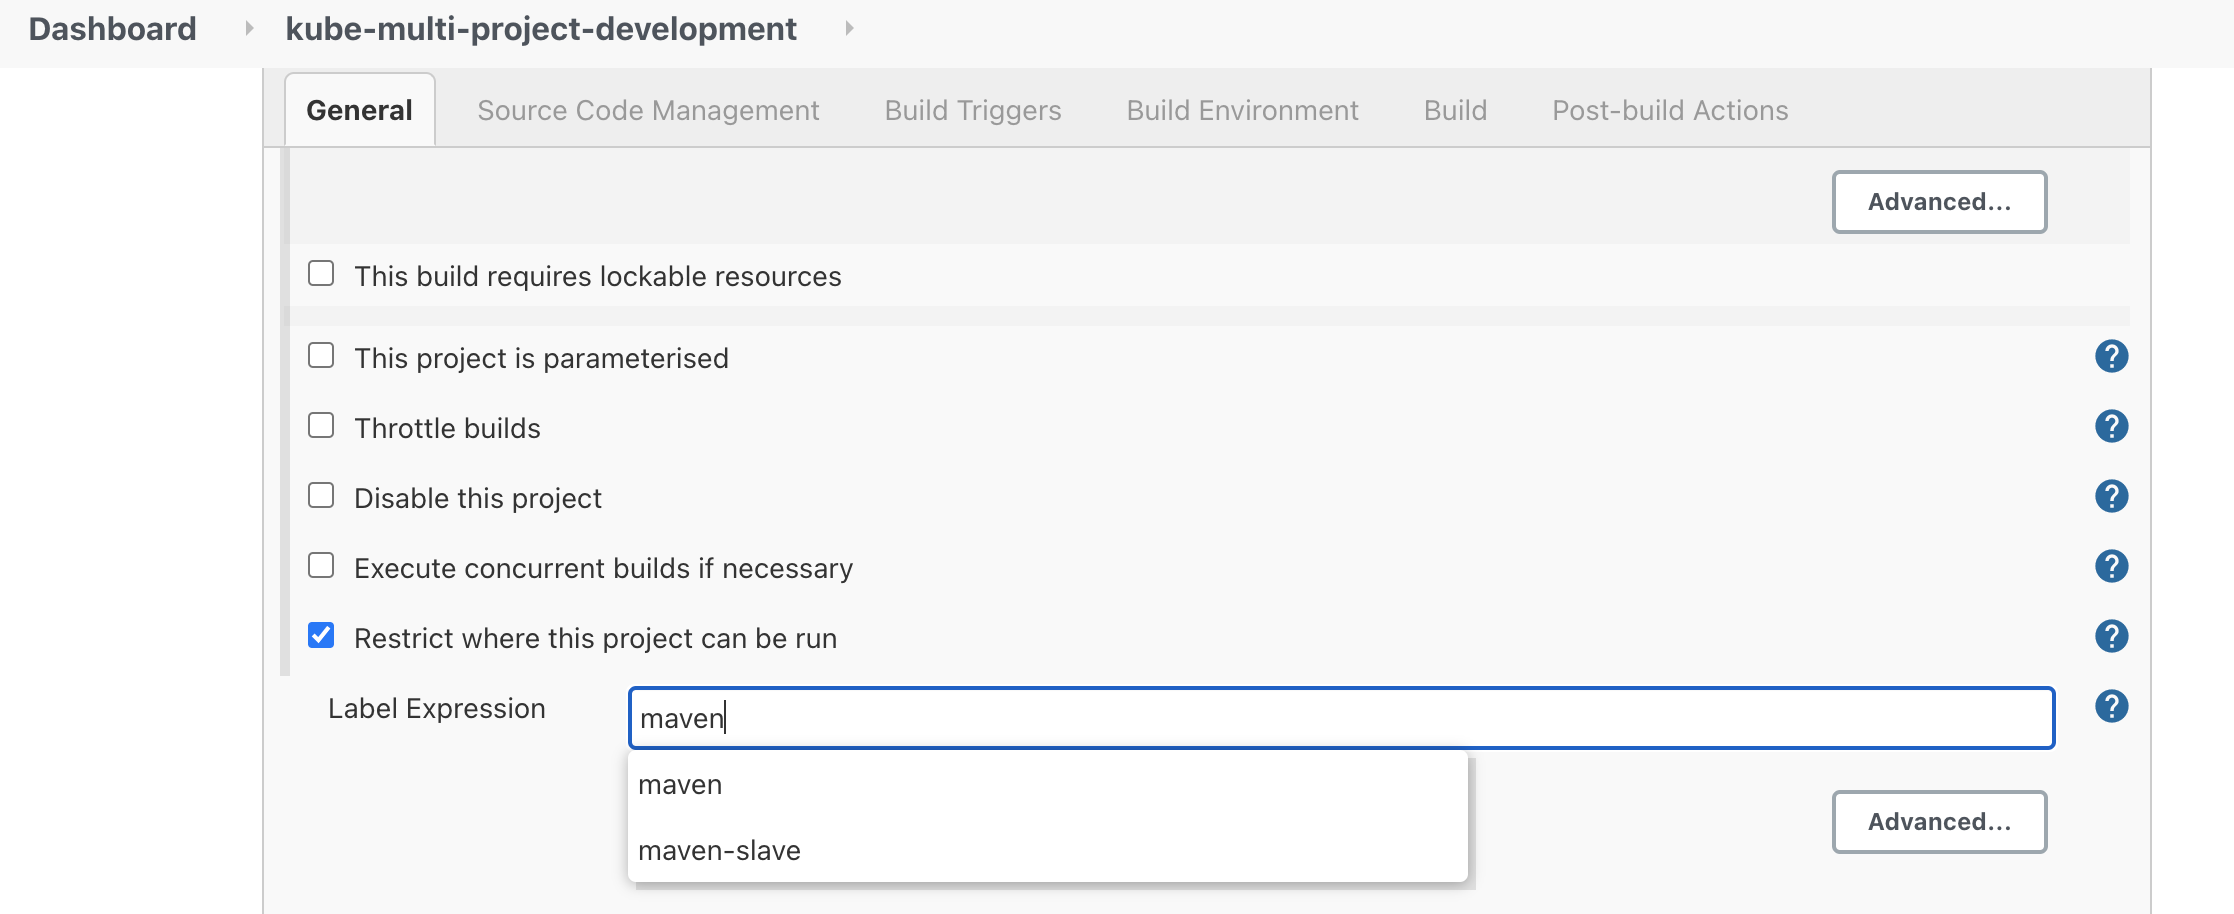 Dashboard kube-multi-project-development
General Source Code Management Build Triggers Build Environment Build Post-build Actions
Advanced...
This build requires lockable resources
This project is parameterised ?
Throttle builds ?
Disable this project ?
Execute concurrent builds if necessary ?
Restrict where this project can be run ?
Label Expression maven ?
maven
maven-slave
Advanced...